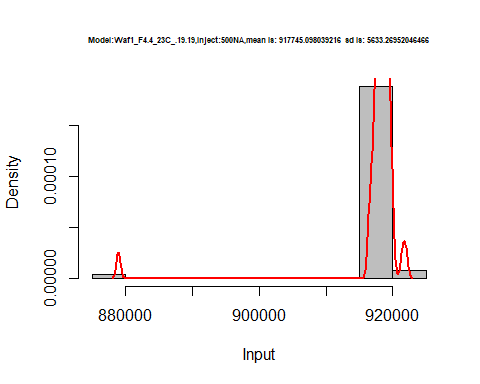 Model:Waf1_F4.4_23C_.19.19,Inject:500NA,mean is: 917745.098039216 sd is: 5633.26952046466
Density
0.00010
0.00000
880000 900000 920000
Input